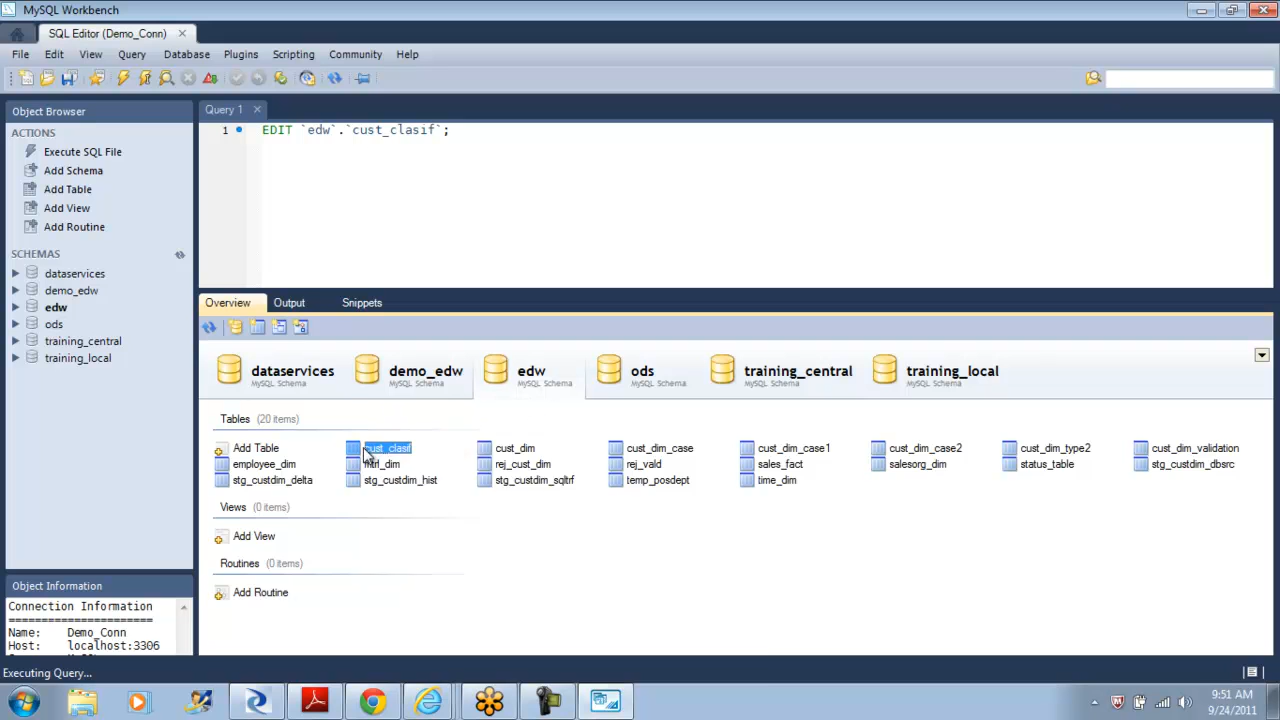 MySQL Workbench
SQL Editor (Demo_Conn)
File Edit View Query Database Plugins Scripting Community Help
Object Browser
ACTIONS
Execute SQL File
Add Schema
Add Table
Add View
Add Routine
SCHEMAS
dataservices
demo_edw
edw
ods
training_central
training_local
Object Information
Connection Information
=====================
Name: Demo_Conn
Host: localhost:3306
Query 1
1 EDIT `edw`.`cust_clasif`;
Overview Output Snippets
dataservices demo_edw edw ods training_central training_local
MySQL Schema MySQL Schema MySQL Schema MySQL Schema MySQL Schema MySQL Schema
Tables (20 items)
Add Table cust_clasif cust_dim cust_dim_case cust_dim_case1 cust_dim_case2 cust_dim_type2 cust_dim_validation
employee_dim rej_cust_dim rej_vald sales_fact salesorg_dim status_table stg_custdim_dbsrc
stg_custdim_delta stg_custdim_hist stg_custdim_sqltrf temp_posdept time_dim
Views (0 items)
Add View
Routines (0 items)
Add Routine
Executing Query...
9:51 AM
9/24/2011